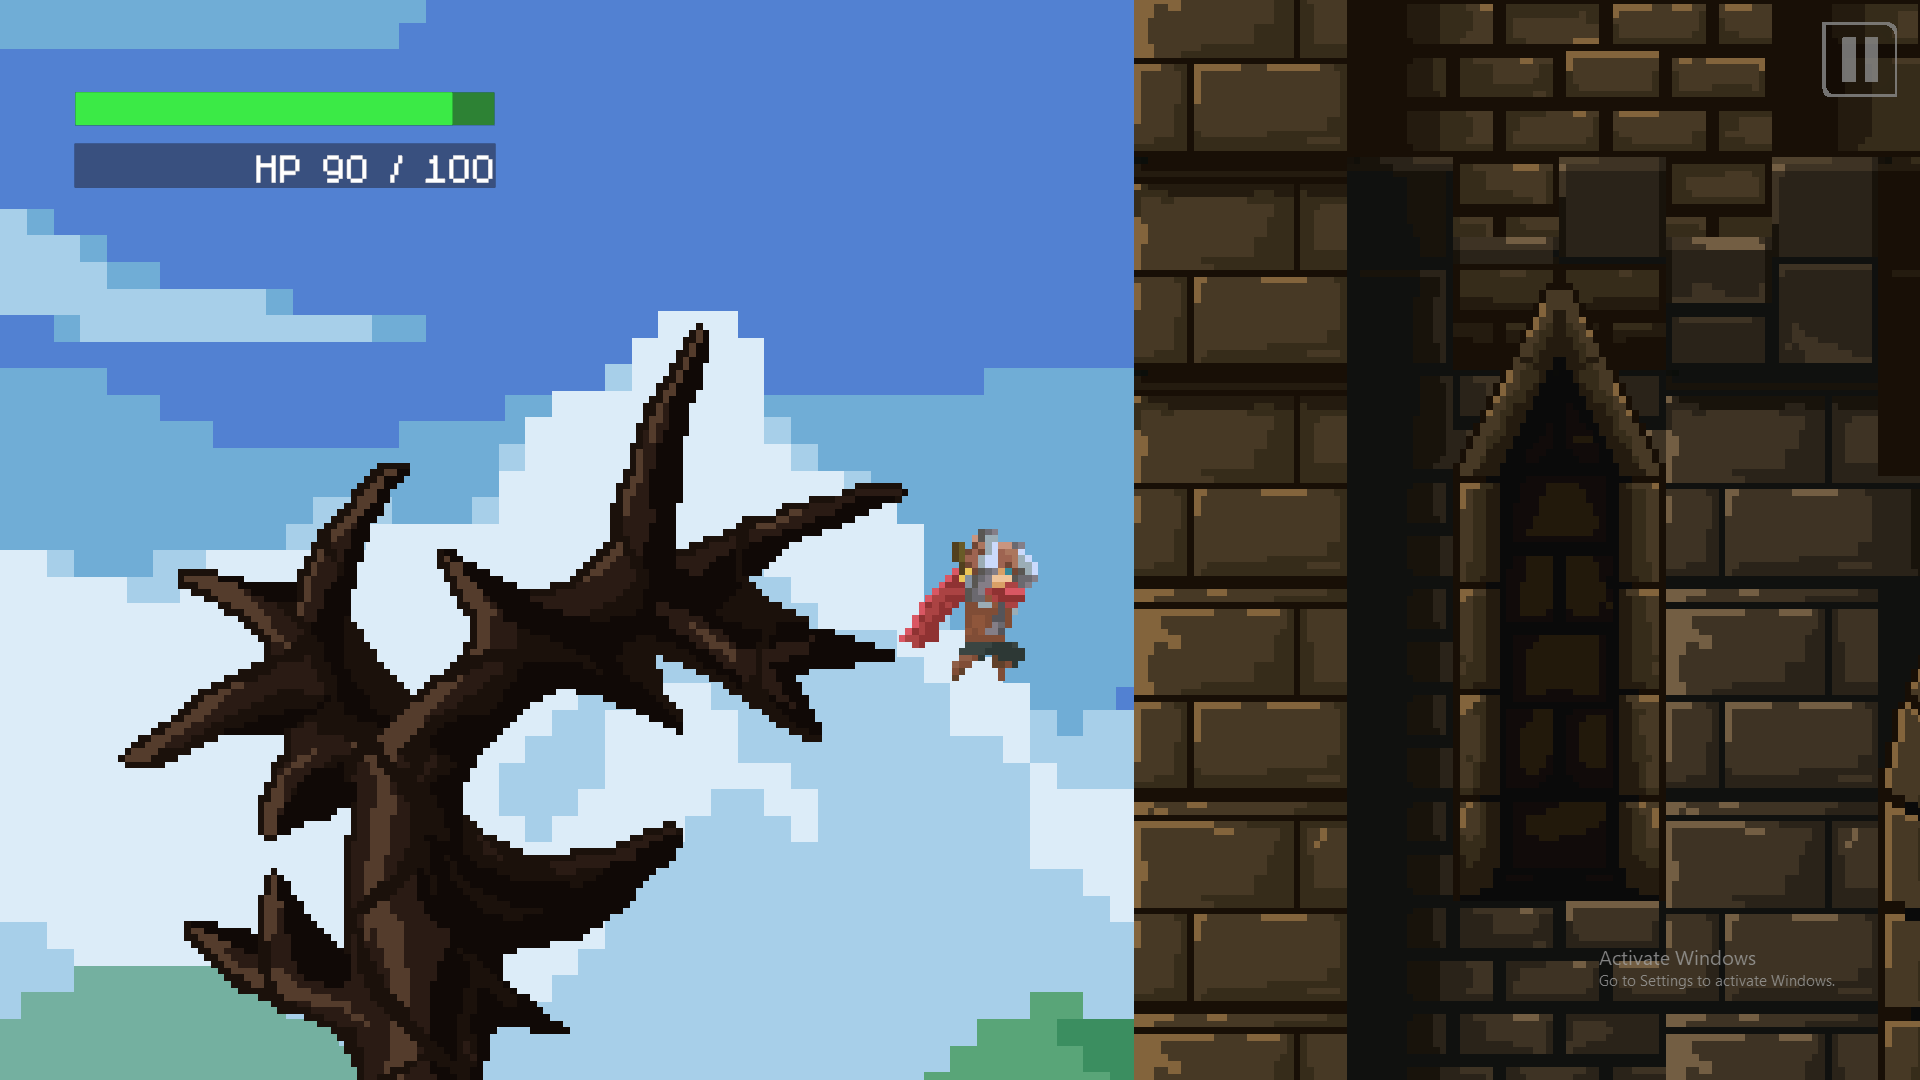 HP 90 / 100
Activate Windows
Go to Settings to activate Windows.